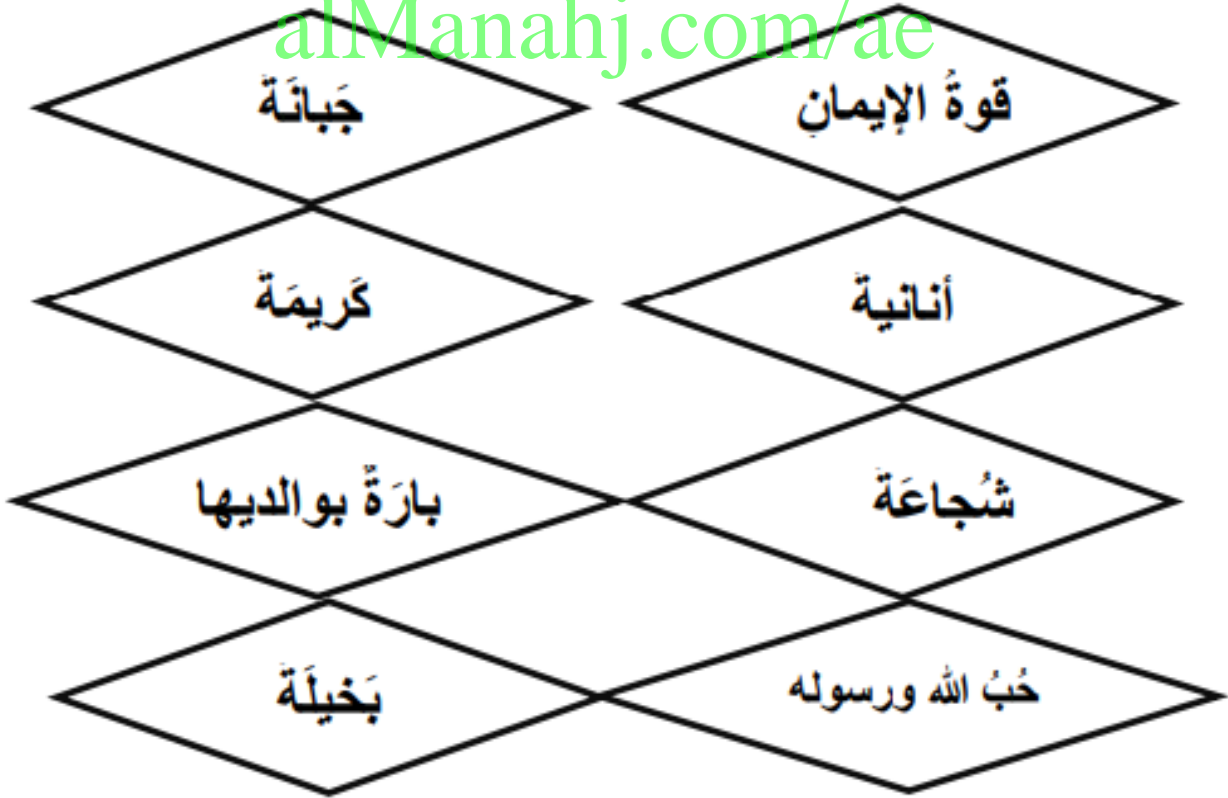 alManahj.com/ae
قوةُ الإيمانِ
جَبانَةَ
أنانيةَ
كَريمَةَ
شُجاعَةَ
بارَةٌ بوالديها
حُبُ الله ورسوله
بَخيلَةَ